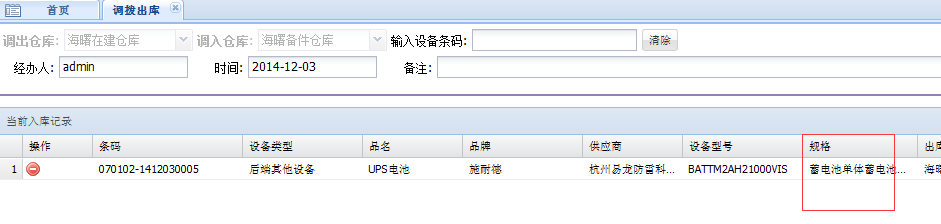 首页 调拨出库
调出仓库: 海曙在建仓库 调入仓库: 海曙备件仓库 输入设备条码: 清除
经办人: admin 时间: 2014-12-03 备注:
当前入库记录
操作 条码 设备类型 品名 品牌 供应商 设备型号 规格 出库
1 070102-1412030005 后端其他设备 UPS电池 施耐德 杭州易龙防雷科... BATTM2AH21000VIS 蓄电池单体蓄电池... 海曙